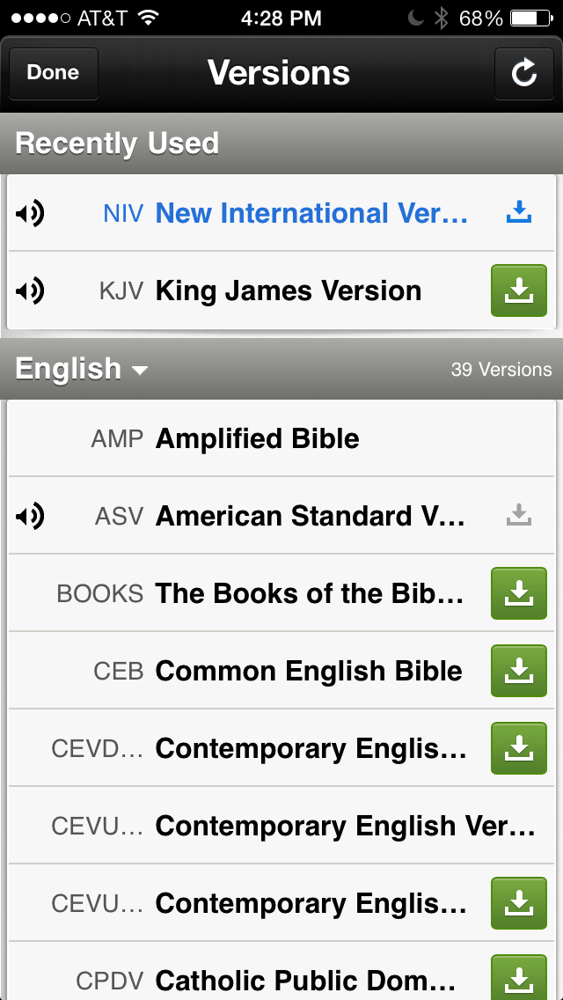 AT&T 4:28 PM 68%
Done Versions
Recently Used
NIV New International Ver...
KJV King James Version
English 39 Versions
AMP Amplified Bible
ASV American Standard V...
BOOKS The Books of the Bib...
CEB Common English Bible
CEVD... Contemporary Englis...
CEVU... Contemporary English Ver...
CEVU... Contemporary Englis...
CPDV Catholic Public Dom...